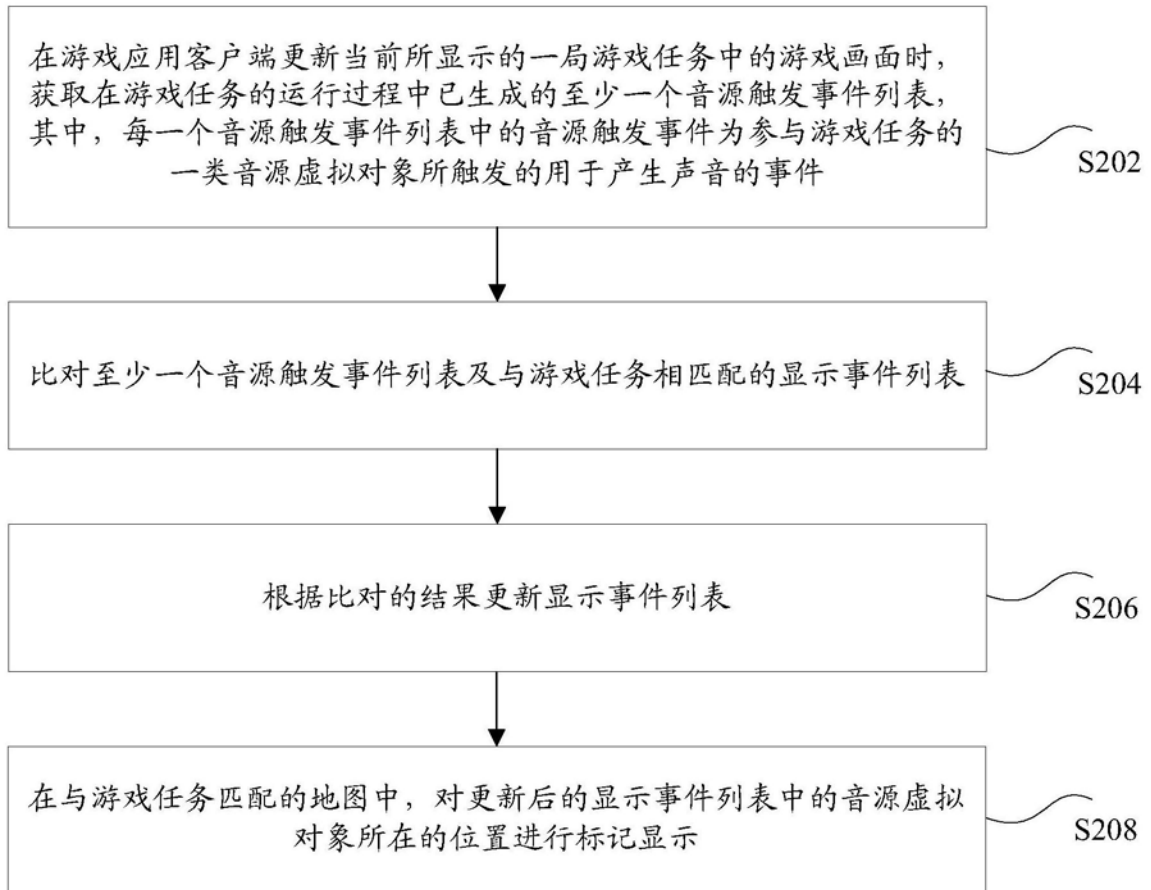 在游戏应用客户端更新当前所显示的一局游戏任务中的游戏画面时，
获取在游戏任务的运行过程中已生成的至少一个音源触发事件列表，
其中，每一个音源触发事件列表中的音源触发事件为参与游戏任务的
一类音源虚拟对象所触发的用于产生声音的事件
S202
比对至少一个音源触发事件列表及与游戏任务相匹配的显示事件列表
S204
根据比对的结果更新显示事件列表
S206
在与游戏任务匹配的地图中，对更新后的显示事件列表中的音源虚拟
对象所在的位置进行标记显示
S208